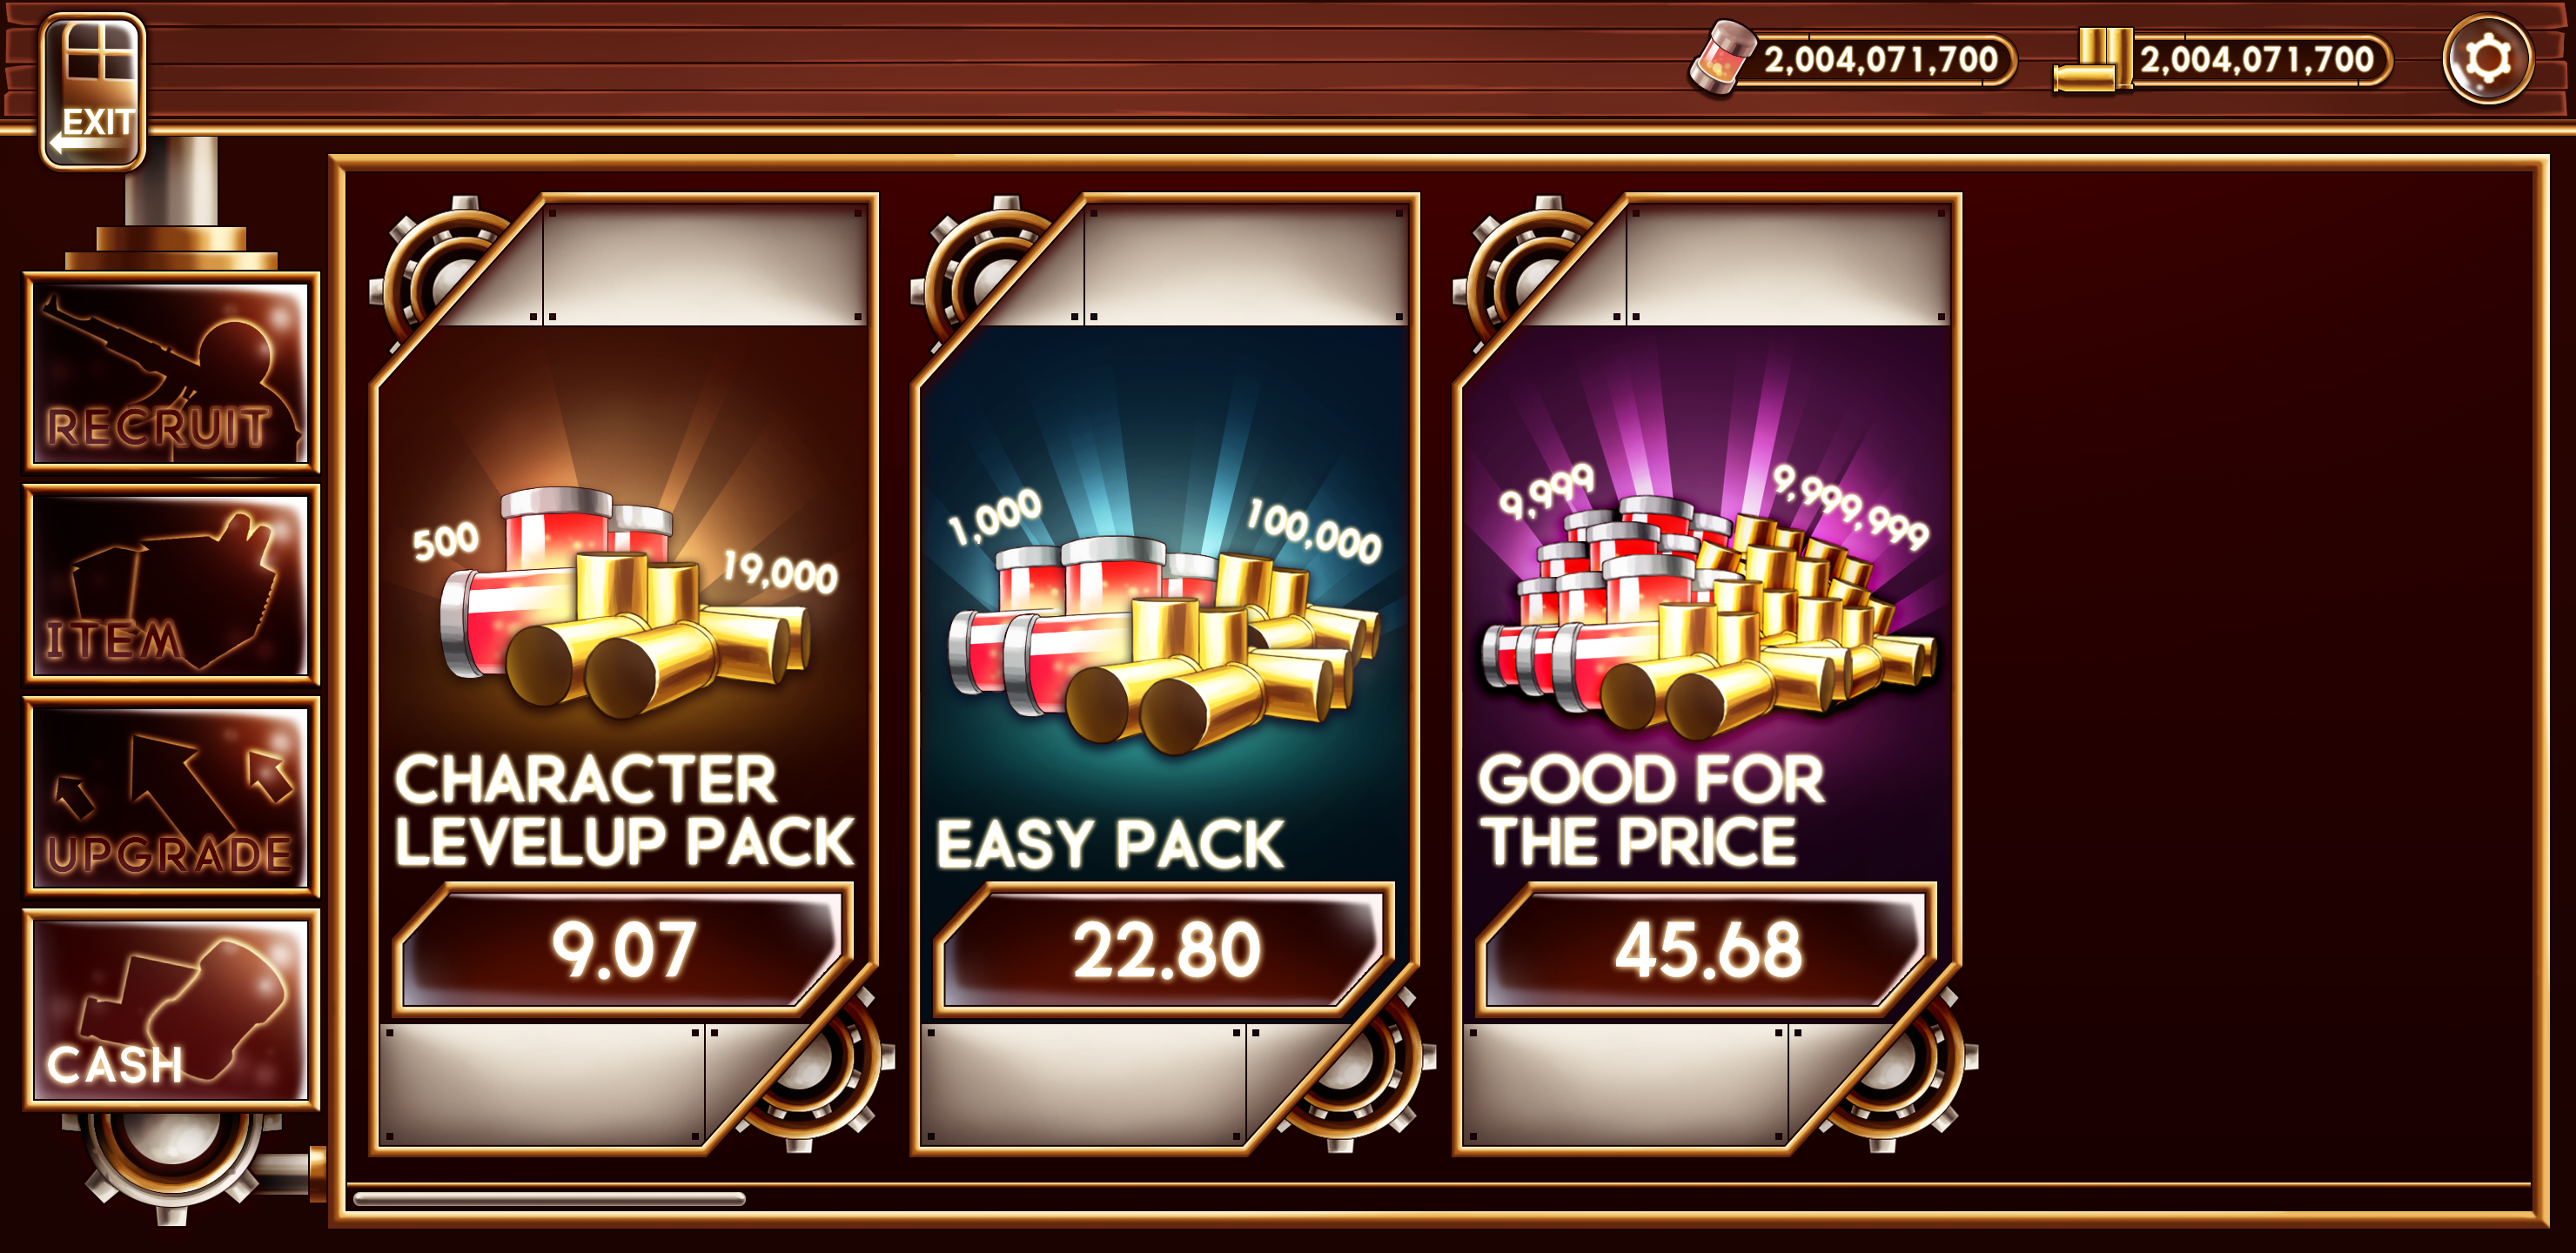 EXIT
2,004,071,700
2,004,071,700
RECRUIT
ITEM
UPGRADE
CASH
500
19,000
CHARACTER
LEVELUP PACK
9.07
1,000
100,000
EASY PACK
22.80
9,999
9,999,999
GOOD FOR
THE PRICE
45.68